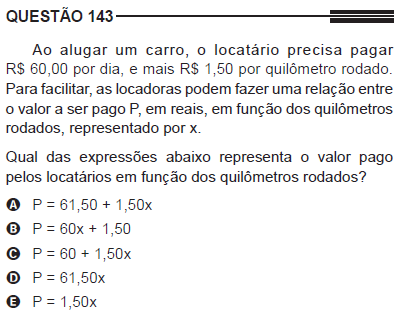 QUESTÃO 143
Ao alugar um carro, o locatário precisa pagar
R$ 60,00 por dia, e mais R$ 1,50 por quilômetro rodado.
Para facilitar, as locadoras podem fazer uma relação entre
o valor a ser pago P, em reais, em função dos quilômetros
rodados, representado por x.
Qual das expressões abaixo representa o valor pago
pelos locatários em função dos quilômetros rodados?
A P = 61,50 + 1,50x
B P = 60x + 1,50
C P = 60 + 1,50x
D P = 61,50x
E P = 1,50x